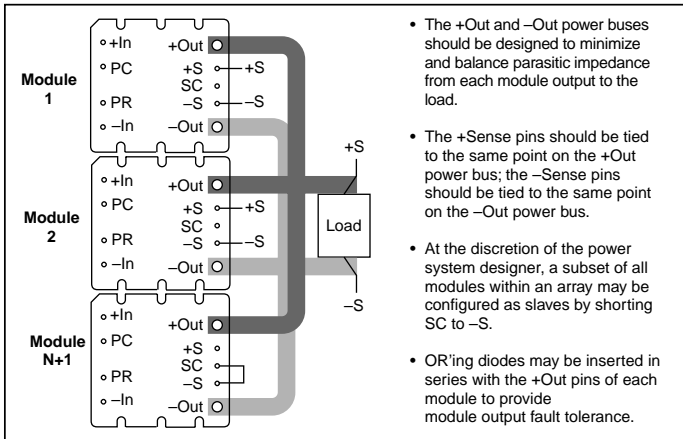 +In
+Out
Module
1
PC
+S
+S
SC
PR
–S
–S
–In
–Out
+In
+Out
Module
2
PC
+S
+S
SC
PR
–S
–S
–In
–Out
+In
+Out
Module
N+1
PC
+S
SC
PR
–S
–In
–Out
+S
Load
–S
• The +Out and –Out power buses
should be designed to minimize
and balance parasitic impedance
from each module output to the
load.
• The +Sense pins should be tied
to the same point on the +Out
power bus; the –Sense pins
should be tied to the same point
on the –Out power bus.
• At the discretion of the power
system designer, a subset of all
modules within an array may be
configured as slaves by shorting
SC to –S.
• OR'ing diodes may be inserted in
series with the +Out pins of each
module to provide
module output fault tolerance.